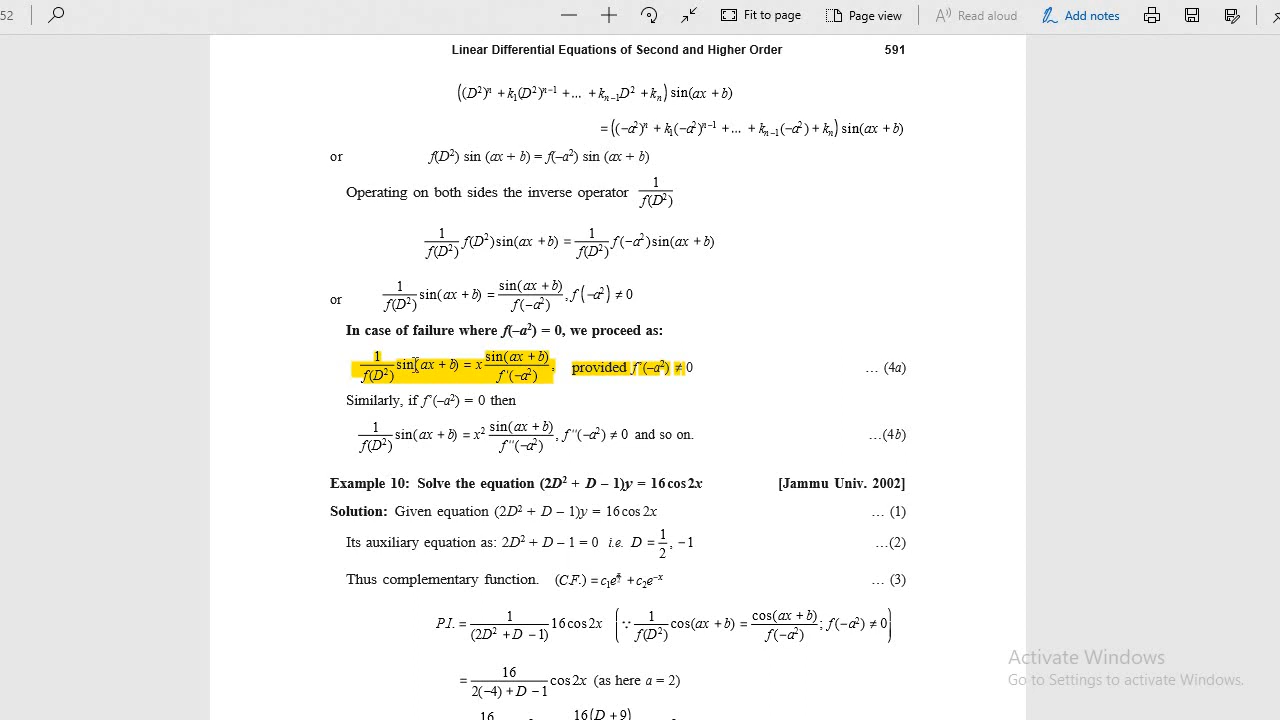 52 Fit to page Page view Read aloud Add notes
Linear Differential Equations of Second and Higher Order 591
((D²)ⁿ + k₁(D²)ⁿ⁻¹ + ... + kₙ₋₁D² + kₙ) sin(ax + b)
= ((−a²)ⁿ + k₁(−a²)ⁿ⁻¹ + ... + kₙ₋₁(−a²) + kₙ) sin(ax + b)
or f(D²) sin (ax + b) = f(−a²) sin (ax + b)
Operating on both sides the inverse operator 1/f(D²)
1/f(D²) f(D²)sin(ax + b) = 1/f(D²) f(−a²)sin(ax + b)
or 1/f(D²) sin(ax + b) = sin(ax + b)/f(−a²), f(−a²) ≠ 0
In case of failure where f(−a²) = 0, we proceed as:
1/f(D²) sin(ax + b) = x sin(ax + b)/f′(−a²), provided f′(−a²) ≠ 0 ... (4a)
Similarly, if f′(−a²) = 0 then
1/f(D²) sin(ax + b) = x² sin(ax + b)/f″(−a²), f″(−a²) ≠ 0 and so on. ...(4b)
Example 10: Solve the equation (2D² + D – 1)y = 16 cos 2x [Jammu Univ. 2002]
Solution: Given equation (2D² + D – 1)y = 16 cos 2x ... (1)
Its auxiliary equation as: 2D² + D – 1 = 0 i.e. D = 1/2, −1 ...(2)
Thus complementary function. (C.F.) = c₁e^(x/2) + c₂e⁻ˣ ... (3)
P.I. = 1/(2D² + D − 1) 16 cos 2x (∵ 1/f(D²) cos(ax + b) = cos(ax + b)/f(−a²); f(−a²) ≠ 0)
= 16/(2(−4) + D − 1) cos 2x (as here a = 2)
16 16(D + 9)
Activate Windows
Go to Settings to activate Windows.